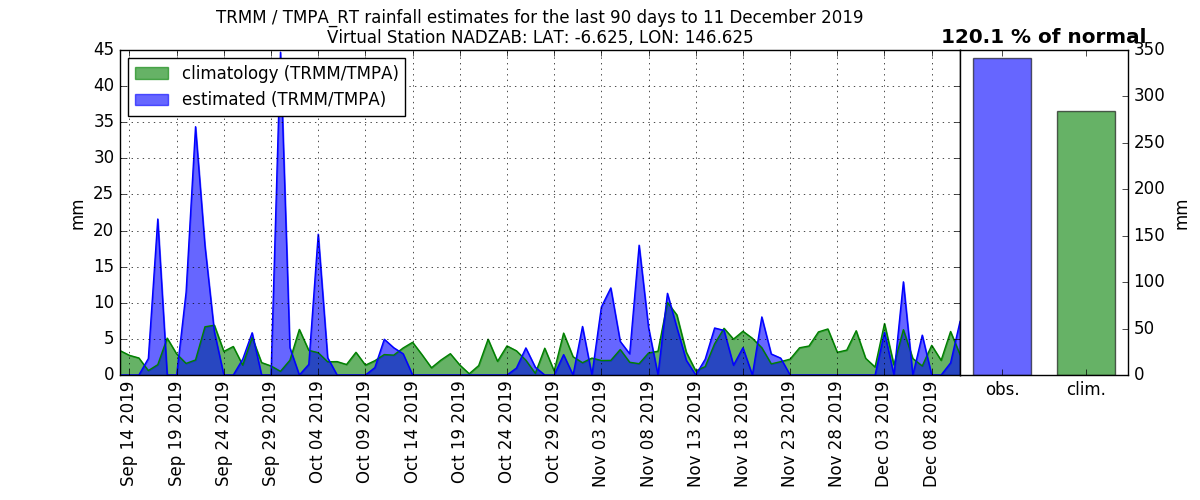 TRMM / TMPA_RT rainfall estimates for the last 90 days to 11 December 2019
Virtual Station NADZAB: LAT: -6.625, LON: 146.625
120.1 % of normal
climatology (TRMM/TMPA)
estimated (TRMM/TMPA)
mm
45
40
35
30
25
20
15
10
5
0
Sep 14 2019
Sep 19 2019
Sep 24 2019
Sep 29 2019
Oct 04 2019
Oct 09 2019
Oct 14 2019
Oct 19 2019
Oct 24 2019
Oct 29 2019
Nov 03 2019
Nov 08 2019
Nov 13 2019
Nov 18 2019
Nov 23 2019
Nov 28 2019
Dec 03 2019
Dec 08 2019
obs.
clim.
350
300
250
200
150
100
50
0
mm